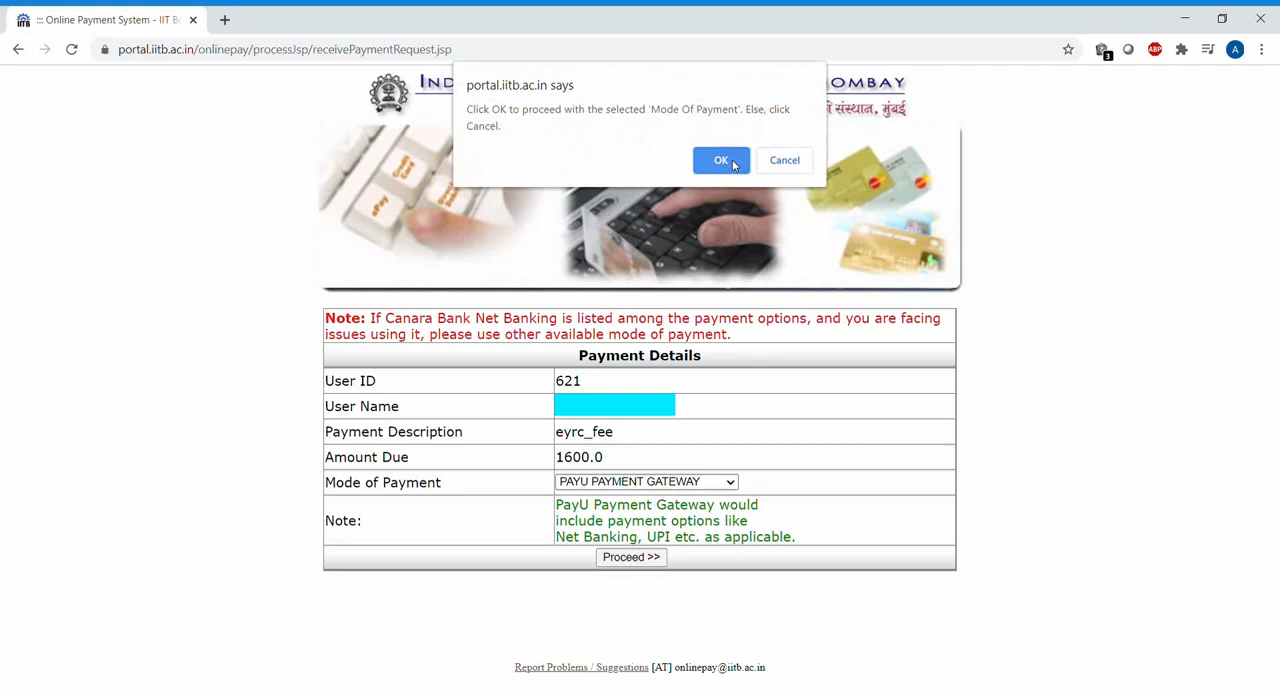 ::: Online Payment System - IIT B
portal.iitb.ac.in/onlinepay/processJsp/receivePaymentRequest.jsp
3
ABP
A
IND
OMBAY
संस्थान, मुंबई
portal.iitb.ac.in says
Click OK to proceed with the selected 'Mode Of Payment'. Else, click
Cancel.
OK
Cancel
Note: If Canara Bank Net Banking is listed among the payment options, and you are facing
issues using it, please use other available mode of payment.
Payment Details
User ID 621
User Name
Payment Description eyrc_fee
Amount Due 1600.0
Mode of Payment PAYU PAYMENT GATEWAY
Note: PayU Payment Gateway would
include payment options like
Net Banking, UPI etc. as applicable.
Proceed >>
Report Problems / Suggestions [AT] onlinepay@iitb.ac.in